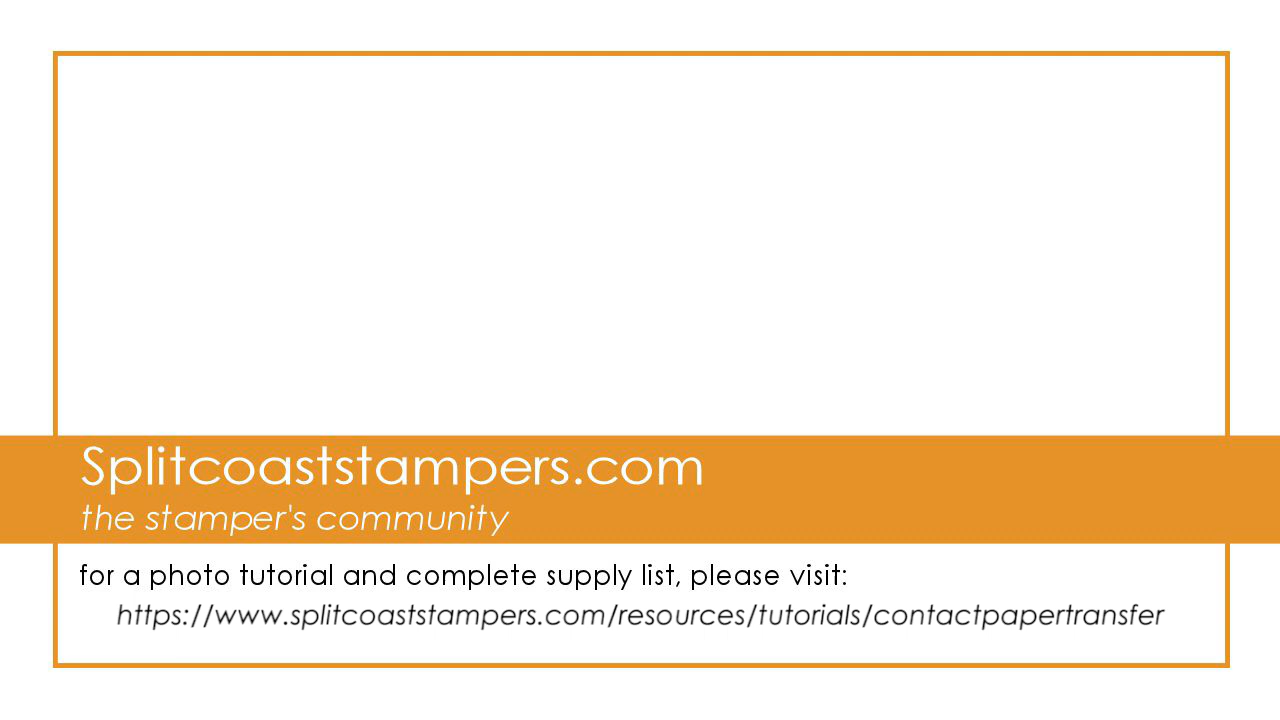 Splitcoaststampers.com
the stamper's community
for a photo tutorial and complete supply list, please visit:
https://www.splitcoaststampers.com/resources/tutorials/contactpapertransfer